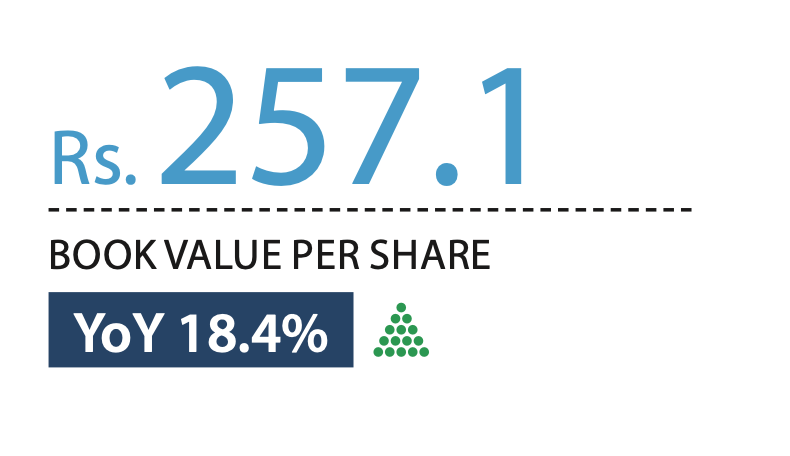 Rs. 257.1
BOOK VALUE PER SHARE
YoY 18.4%